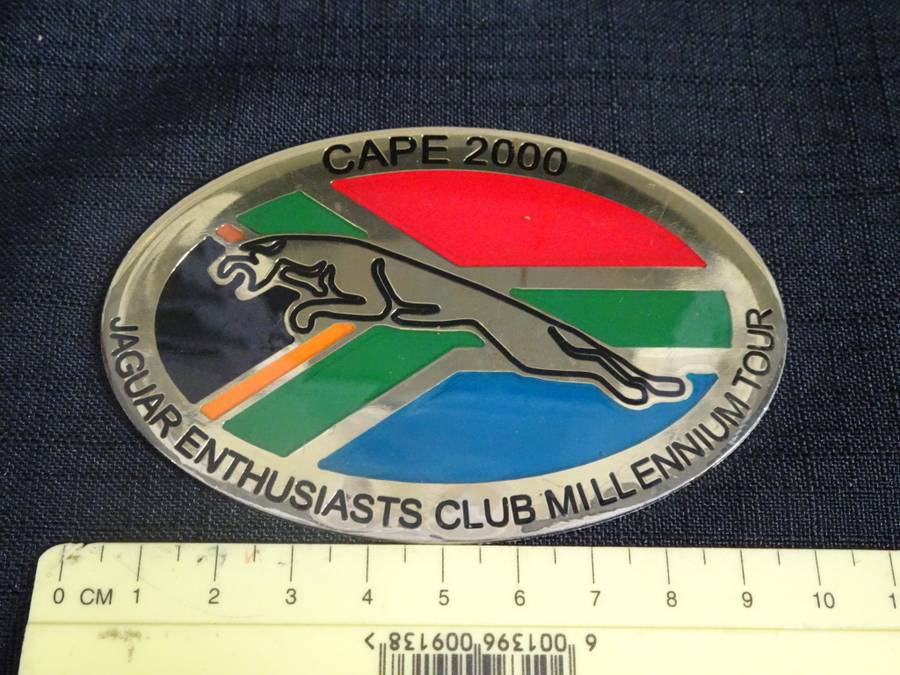 CAPE 2000
JAGUAR ENTHUSIASTS CLUB MILLENNIUM TOUR
0 CM 1 2 3 4 5 6 7 8 9 10
6 001396 009138 >